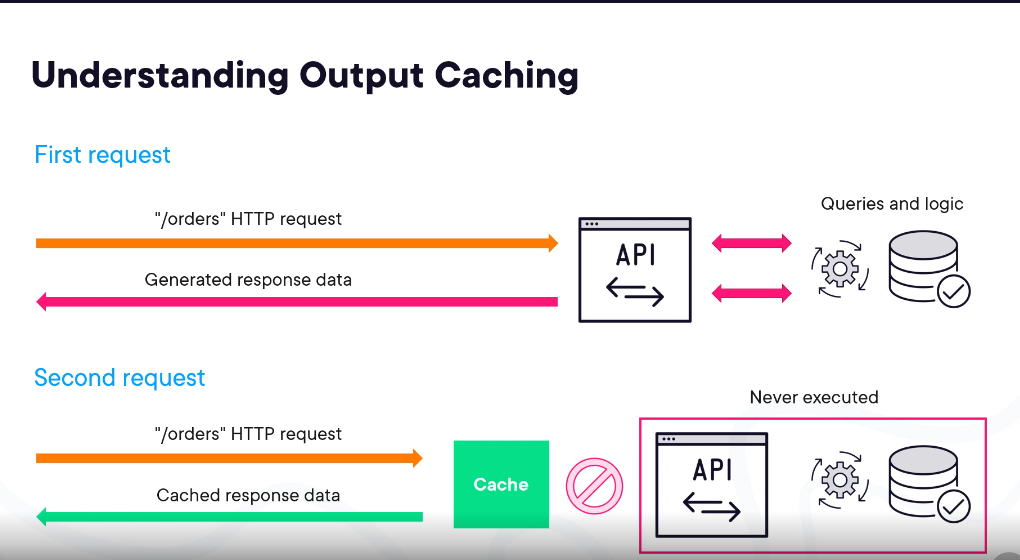 Understanding Output Caching
First request
"/orders" HTTP request
Generated response data
API
Queries and logic
Second request
"/orders" HTTP request
Cached response data
Cache
Never executed
API